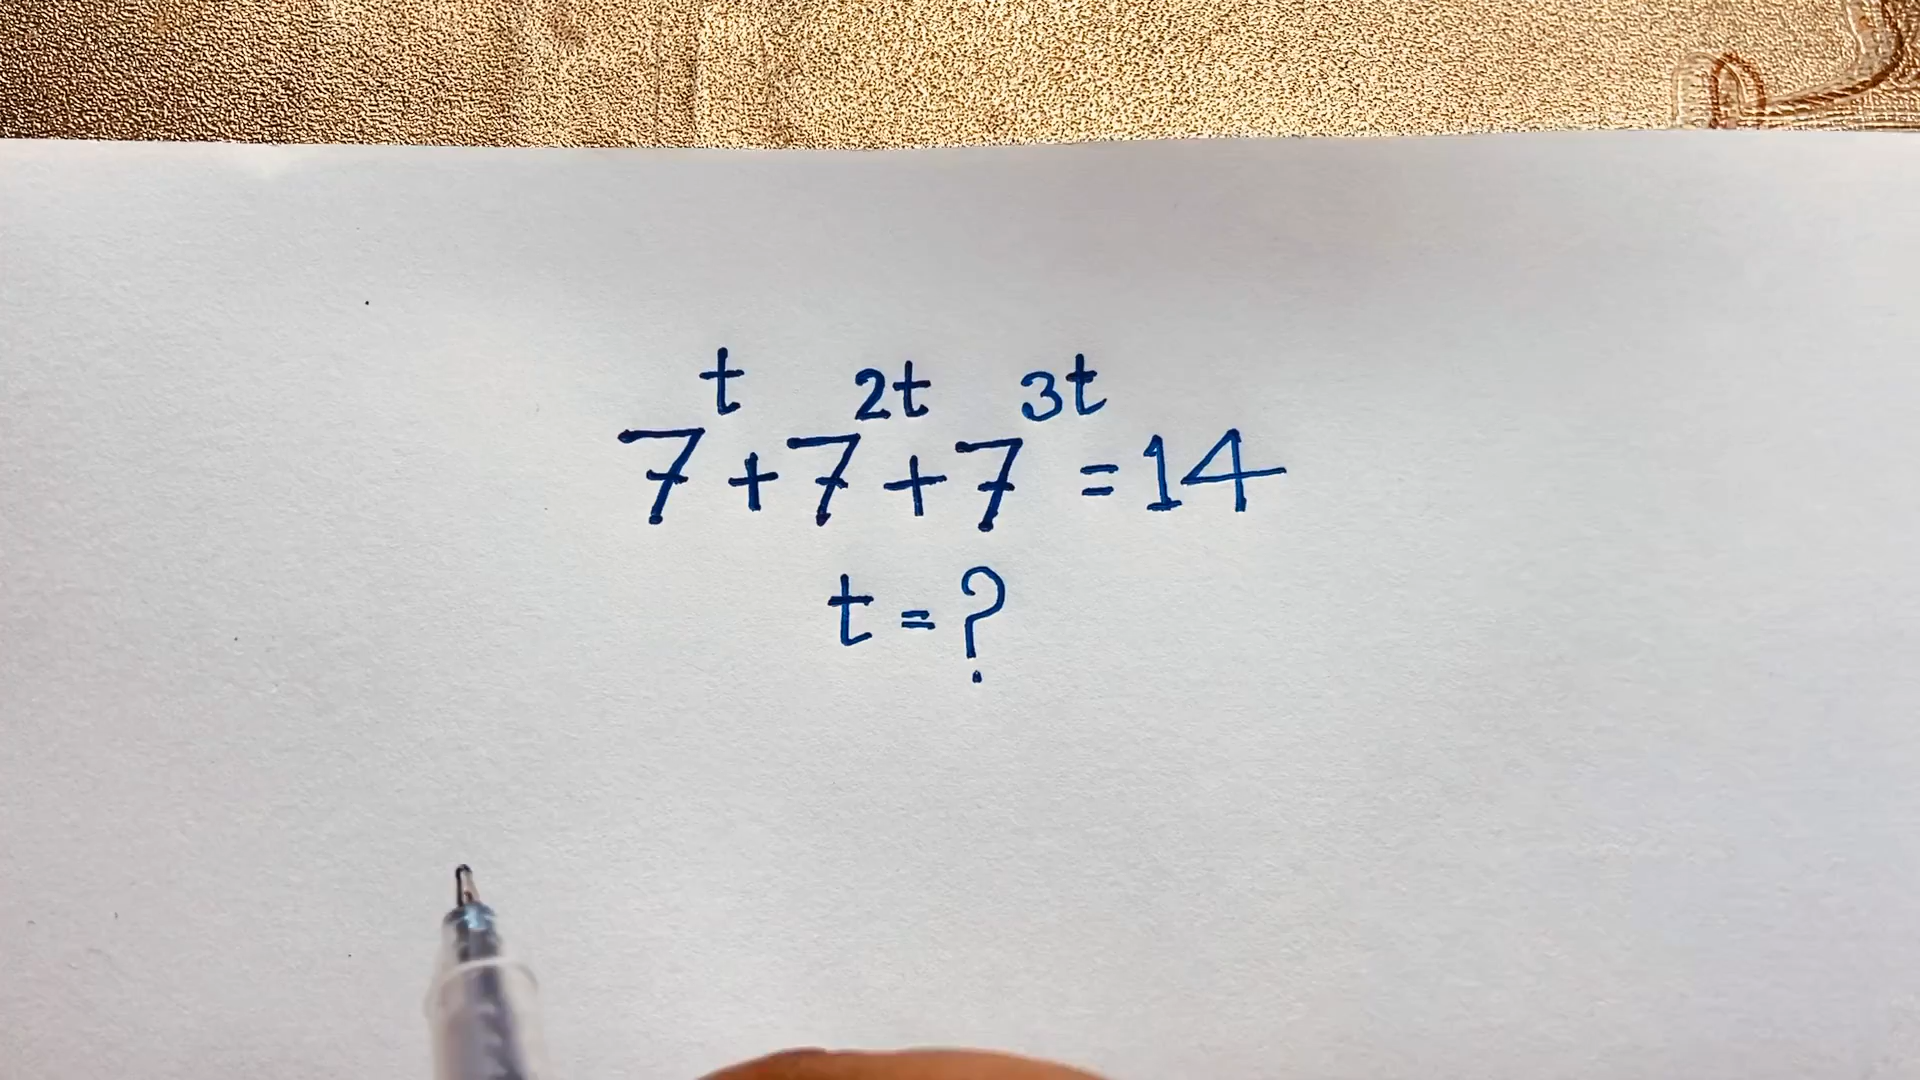 7^t + 7^2t + 7^3t = 14
t = ?